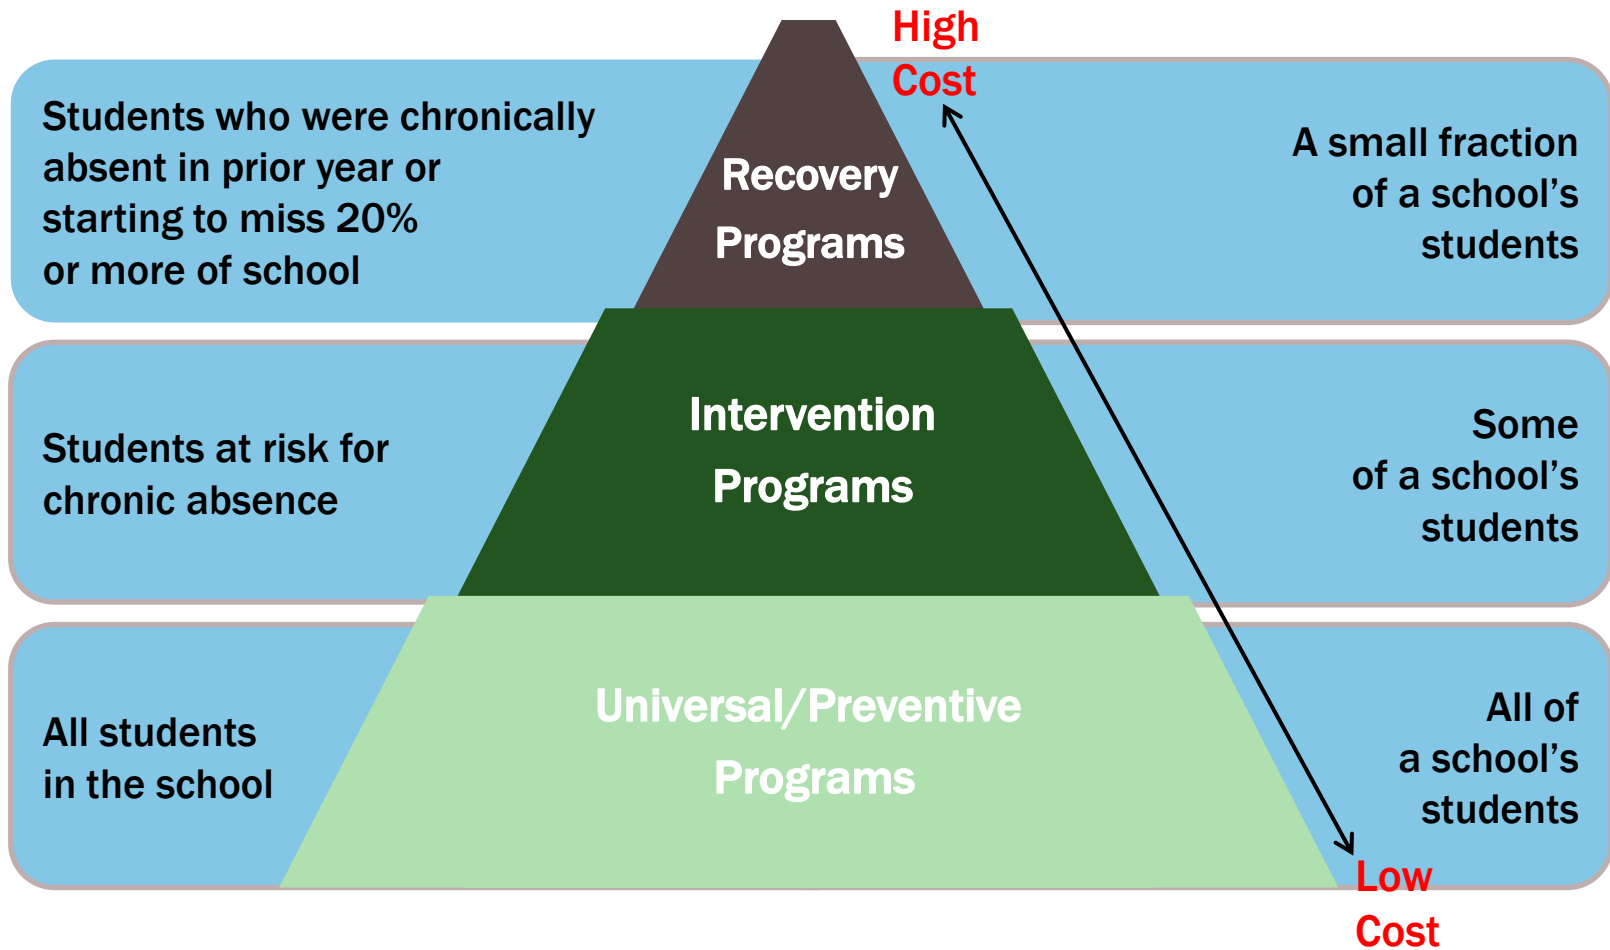 High
Cost
Students who were chronically
absent in prior year or
starting to miss 20%
or more of school
Recovery
Programs
A small fraction
of a school's
students
Students at risk for
chronic absence
Intervention
Programs
Some
of a school's
students
All students
in the school
Universal/Preventive
Programs
All of
a school's
students
Low
Cost